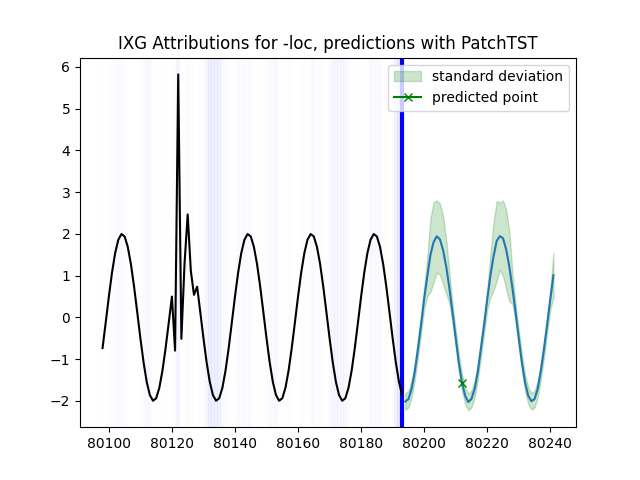 IXG Attributions for -loc, predictions with PatchTST
standard deviation
predicted point
6
5
4
3
2
1
0
−1
−2
80100 80120 80140 80160 80180 80200 80220 80240